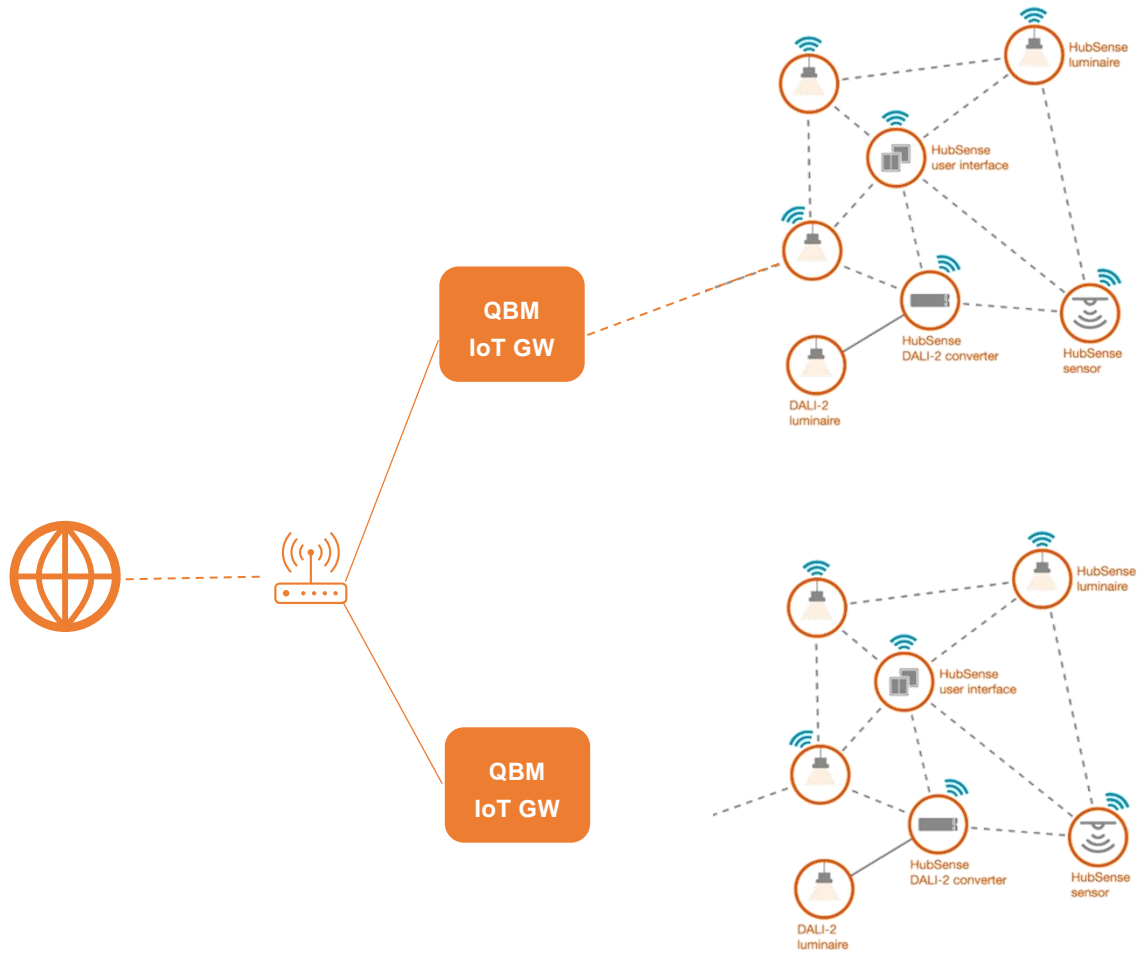 HubSense
luminaire
HubSense
user interface
QBM
IoT GW
HubSense
DALI-2 converter
HubSense
sensor
DALI-2
luminaire
HubSense
luminaire
HubSense
user interface
QBM
IoT GW
HubSense
DALI-2 converter
HubSense
sensor
DALI-2
luminaire